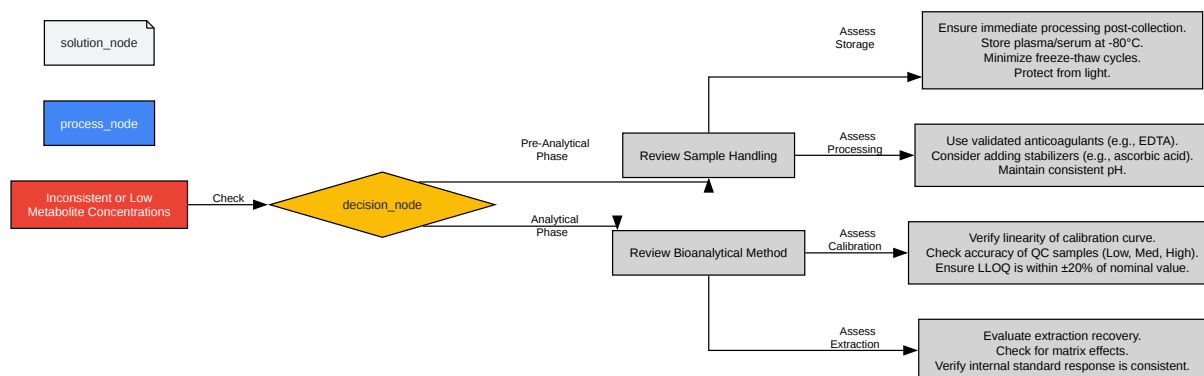 solution_node
process_node
Inconsistent or Low
Metabolite Concentrations
Check
decision_node
Pre-Analytical
Phase
Analytical
Phase
Review Sample Handling
Review Bioanalytical Method
Assess
Storage
Ensure immediate processing post-collection.
Store plasma/serum at -80°C.
Minimize freeze-thaw cycles.
Protect from light.
Assess
Processing
Use validated anticoagulants (e.g., EDTA).
Consider adding stabilizers (e.g., ascorbic acid).
Maintain consistent pH.
Assess
Calibration
Verify linearity of calibration curve.
Check accuracy of QC samples (Low, Med, High).
Ensure LLOQ is within ±20% of nominal value.
Assess
Extraction
Evaluate extraction recovery.
Check for matrix effects.
Verify internal standard response is consistent.